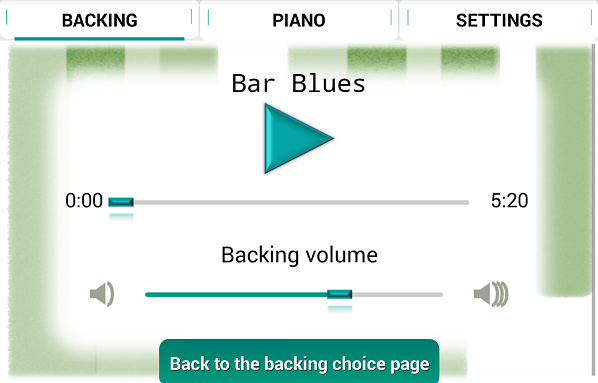 BACKING PIANO SETTINGS
Bar Blues
0:00 5:20
Backing volume
Back to the backing choice page